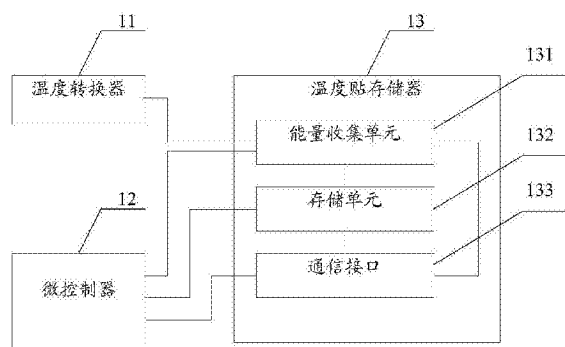 11
13
131
温度转换器
温度贴存储器
能量收集单元
132
存储单元
133
12
通信接口
微控制器